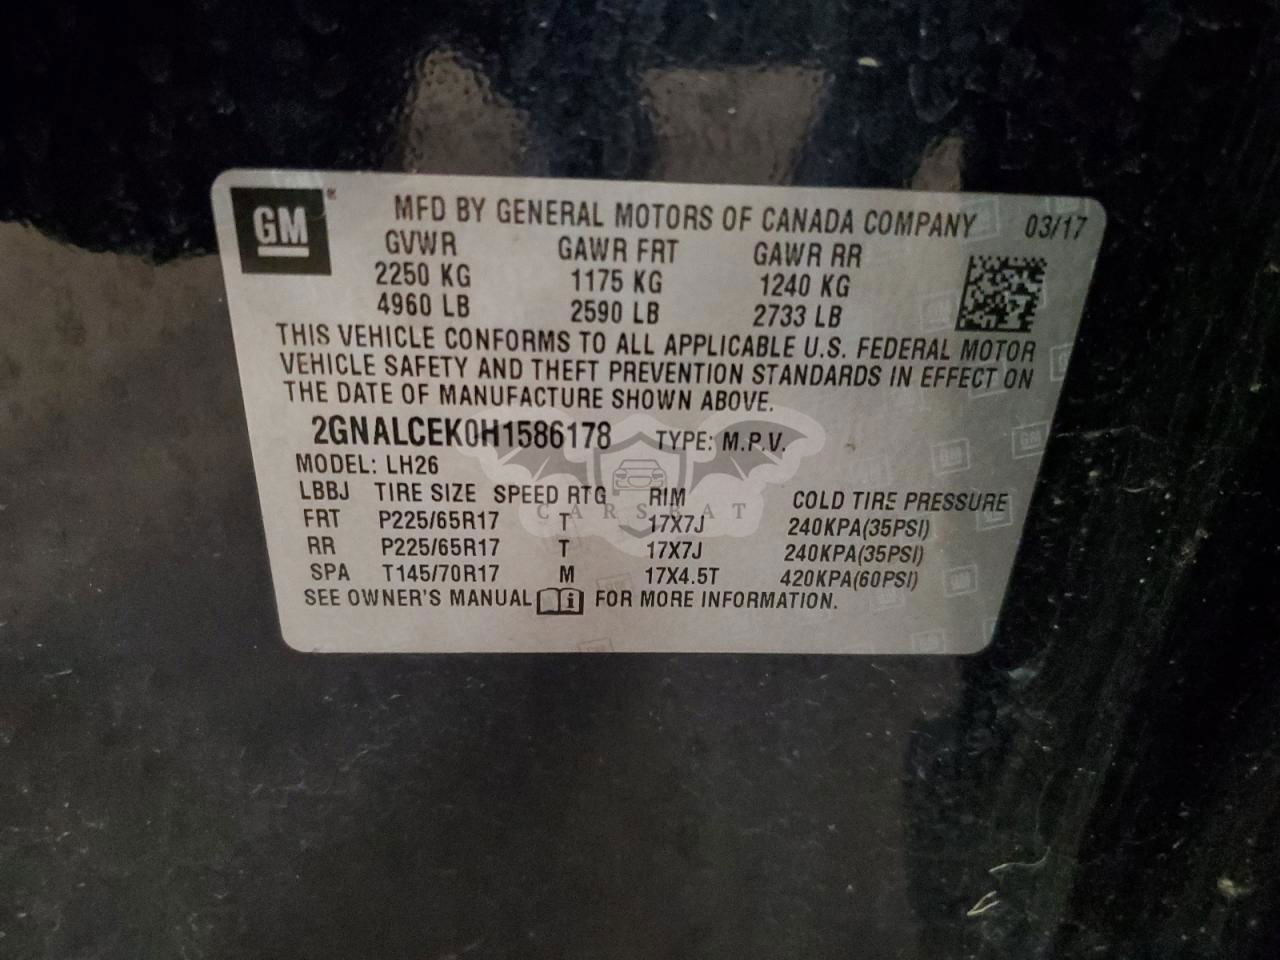 GM
MFD BY GENERAL MOTORS OF CANADA COMPANY 03/17
GVWR GAWR FRT GAWR RR
2250 KG 1175 KG 1240 KG
4960 LB 2590 LB 2733 LB
THIS VEHICLE CONFORMS TO ALL APPLICABLE U.S. FEDERAL MOTOR
VEHICLE SAFETY AND THEFT PREVENTION STANDARDS IN EFFECT ON
THE DATE OF MANUFACTURE SHOWN ABOVE.
2GNALCEK0H1586178 TYPE: M.P.V.
MODEL: LH26
LBBJ TIRE SIZE SPEED RTG RIM COLD TIRE PRESSURE
CARSBAT
FRT P225/65R17 T 17X7J 240KPA(35PSI)
RR P225/65R17 T 17X7J 240KPA(35PSI)
SPA T145/70R17 M 17X4.5T 420KPA(60PSI)
SEE OWNER'S MANUAL i FOR MORE INFORMATION.